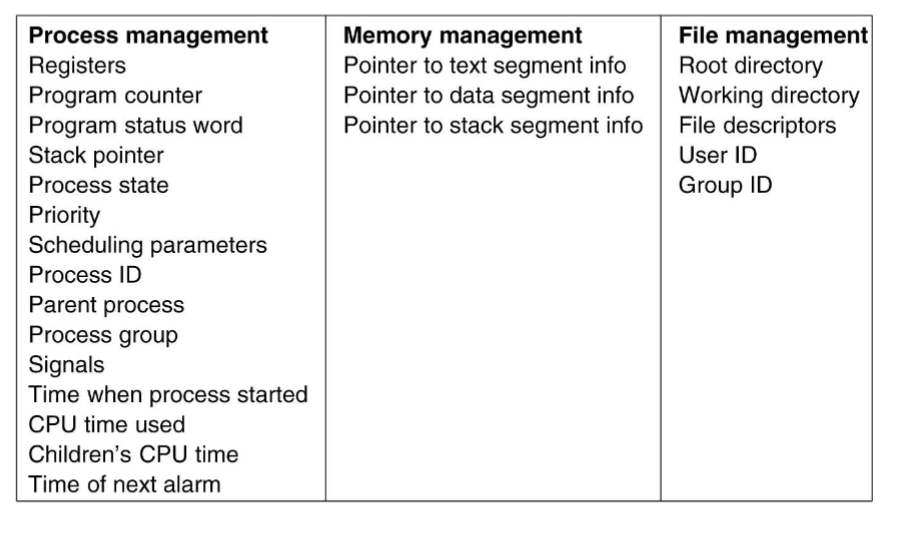 Process management
Registers
Program counter
Program status word
Stack pointer
Process state
Priority
Scheduling parameters
Process ID
Parent process
Process group
Signals
Time when process started
CPU time used
Children’s CPU time
Time of next alarm
Memory management
Pointer to text segment info
Pointer to data segment info
Pointer to stack segment info
File management
Root directory
Working directory
File descriptors
User ID
Group ID